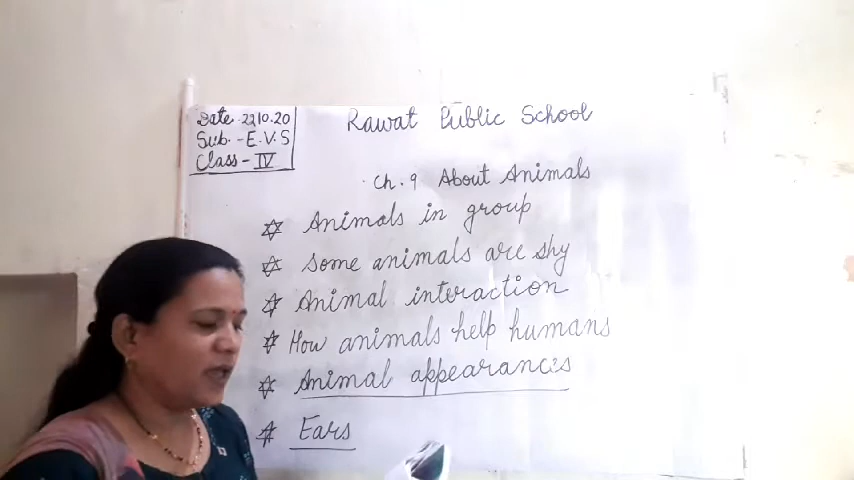 Date 22.10.20
Sub. - E.V.S
Class - IV
Rawat Public School
Ch. 9 About Animals
Animals in group
Some animals are shy
Animal interaction
How animals help humans
Animal appearances
Ears